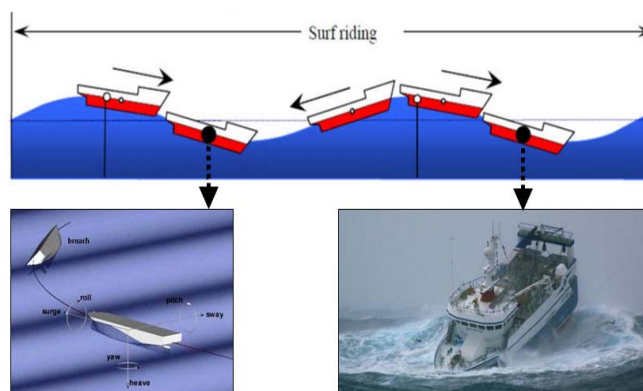 Surf riding
broach
roll
surge
pitch
sway
yaw
heave